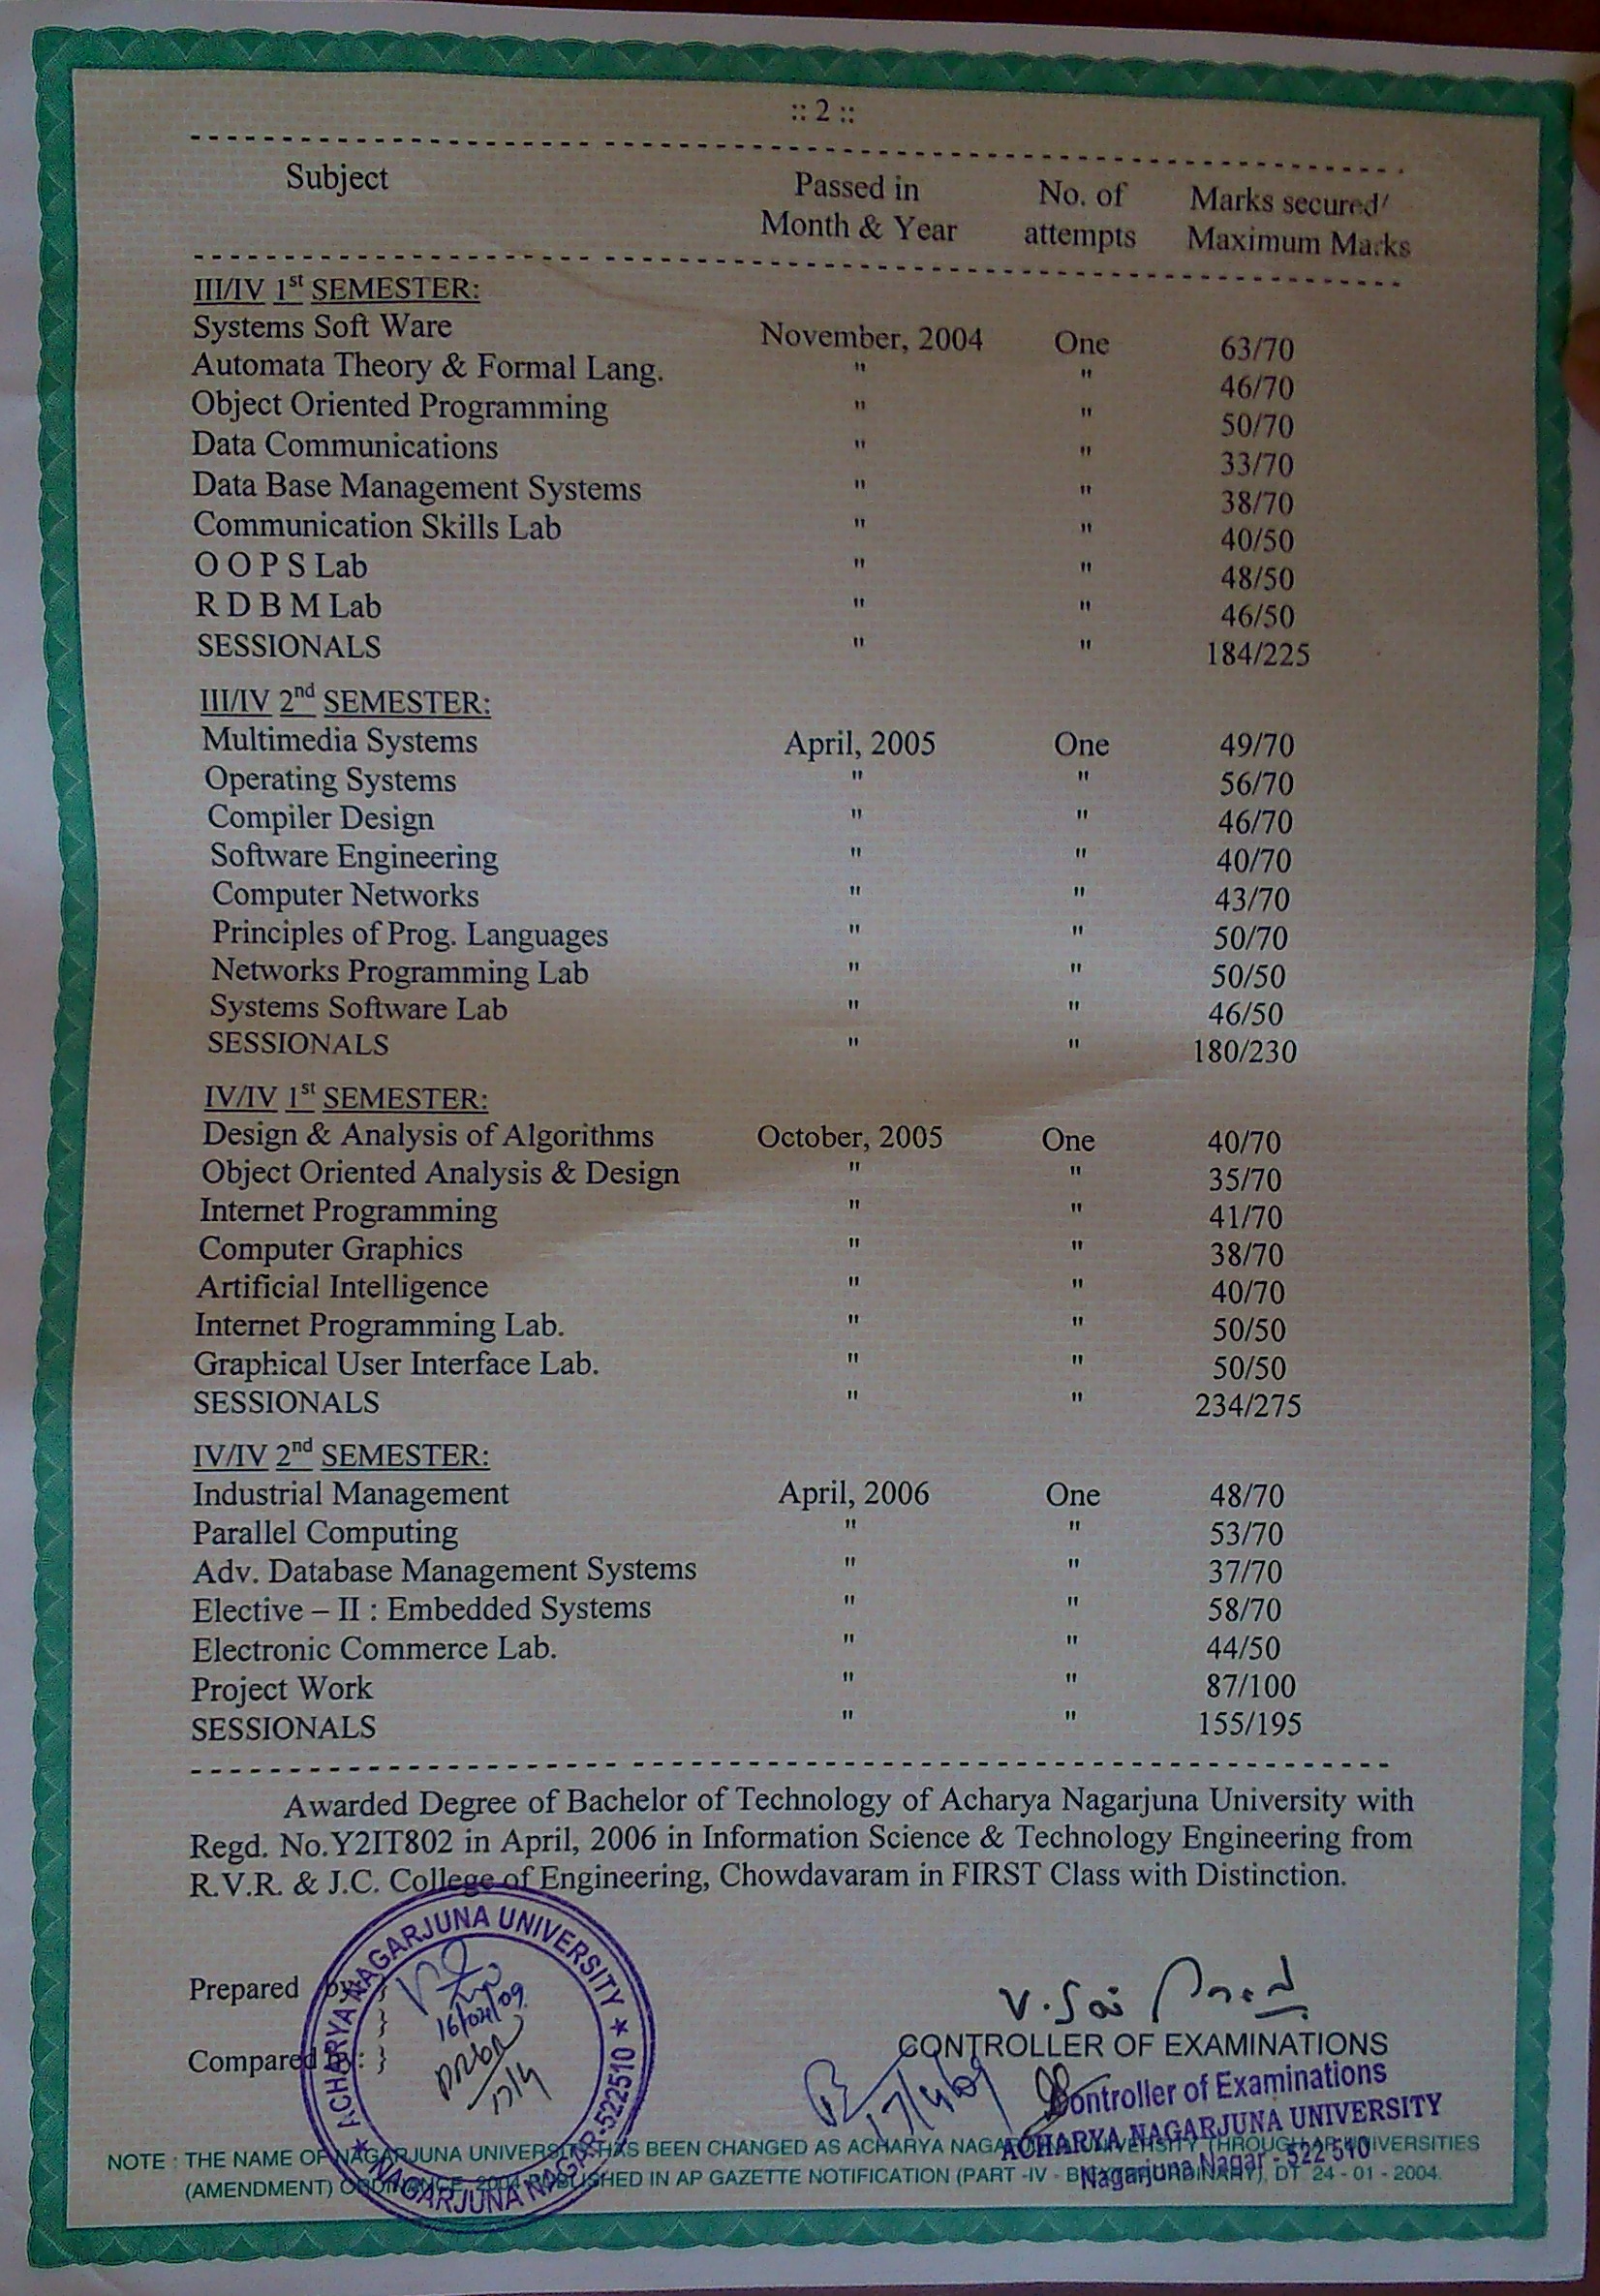 :: 2 ::
Subject Passed in No. of Marks secured/
Month & Year attempts Maximum Marks
III/IV 1st SEMESTER:
Systems Soft Ware November, 2004 One 63/70
Automata Theory & Formal Lang. " " 46/70
Object Oriented Programming " " 50/70
Data Communications " " 33/70
Data Base Management Systems " " 38/70
Communication Skills Lab " " 40/50
O O P S Lab " " 48/50
R D B M Lab " " 46/50
SESSIONALS " " 184/225
III/IV 2nd SEMESTER:
Multimedia Systems April, 2005 One 49/70
Operating Systems " " 56/70
Compiler Design " " 46/70
Software Engineering " " 40/70
Computer Networks " " 43/70
Principles of Prog. Languages " " 50/70
Networks Programming Lab " " 50/50
Systems Software Lab " " 46/50
SESSIONALS " " 180/230
IV/IV 1st SEMESTER:
Design & Analysis of Algorithms October, 2005 One 40/70
Object Oriented Analysis & Design " " 35/70
Internet Programming " " 41/70
Computer Graphics " " 38/70
Artificial Intelligence " " 40/70
Internet Programming Lab. " " 50/50
Graphical User Interface Lab. " " 50/50
SESSIONALS " " 234/275
IV/IV 2nd SEMESTER:
Industrial Management April, 2006 One 48/70
Parallel Computing " " 53/70
Adv. Database Management Systems " " 37/70
Elective – II : Embedded Systems " " 58/70
Electronic Commerce Lab. " " 44/50
Project Work " " 87/100
SESSIONALS " " 155/195
Awarded Degree of Bachelor of Technology of Acharya Nagarjuna University with
Regd. No.Y2IT802 in April, 2006 in Information Science & Technology Engineering from
R.V.R. & J.C. College of Engineering, Chowdavaram in FIRST Class with Distinction.
Prepared by: }
Compared by: }
16/04/09
V. Sai
CONTROLLER OF EXAMINATIONS
Controller of Examinations
ACHARYA NAGARJUNA UNIVERSITY
Nagarjuna Nagar - 522 510
★ ACHARYA NAGARJUNA UNIVERSITY ★
NAGARJUNA NAGAR-522510
NOTE : THE NAME OF NAGARJUNA UNIVERSITY HAS BEEN CHANGED AS ACHARYA NAGARJUNA UNIVERSITY THROUGH AP UNIVERSITIES
(AMENDMENT) 2004 PUBLISHED IN AP GAZETTE NOTIFICATION (PART -IV - B DT 24 - 01 - 2004.